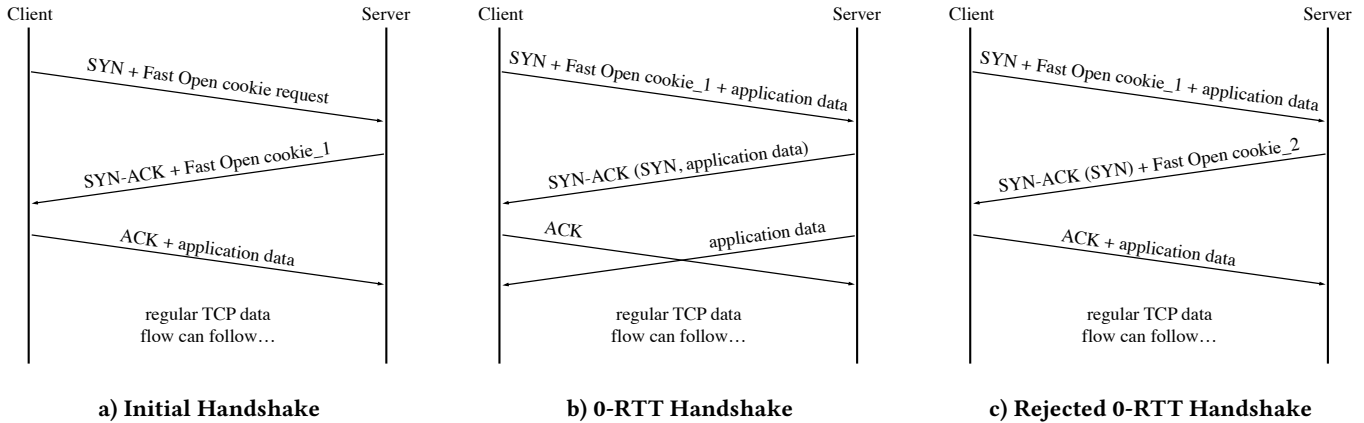 Client
Server
SYN + Fast Open cookie request
SYN-ACK + Fast Open cookie_1
ACK + application data
regular TCP data
flow can follow…
a) Initial Handshake
Client
Server
SYN + Fast Open cookie_1 + application data
SYN-ACK (SYN, application data)
ACK
application data
regular TCP data
flow can follow…
b) 0-RTT Handshake
Client
Server
SYN + Fast Open cookie_1 + application data
SYN-ACK (SYN) + Fast Open cookie_2
ACK + application data
regular TCP data
flow can follow…
c) Rejected 0-RTT Handshake